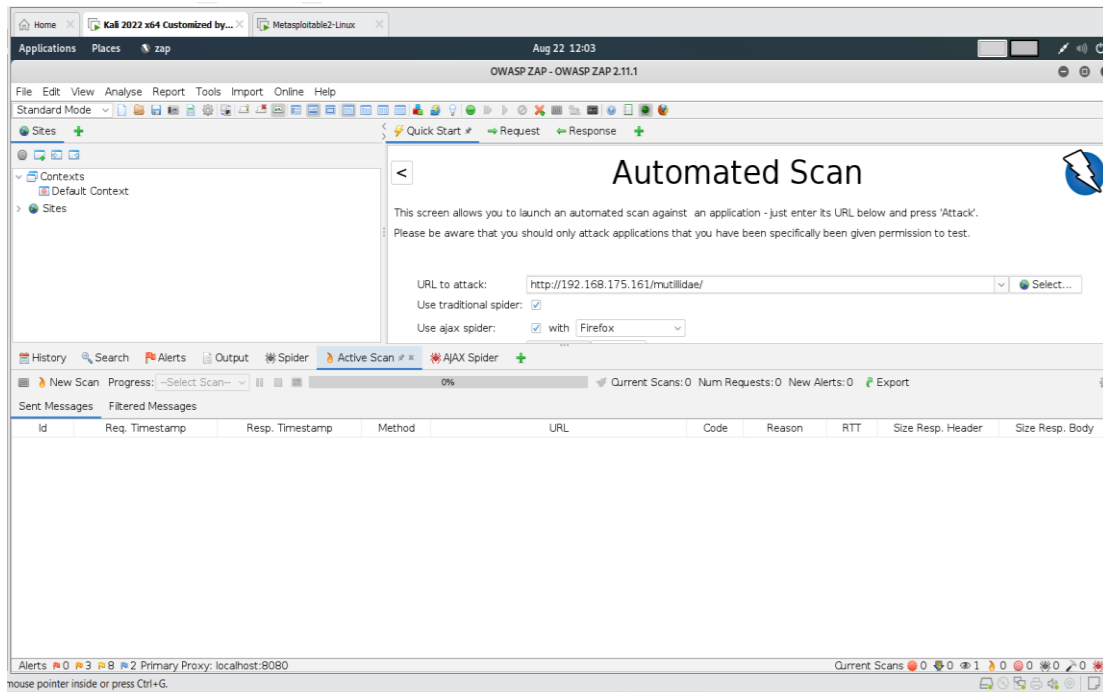 Home Kali 2022 x64 Customized by... Metasploitable2-Linux
Applications Places zap Aug 22 12:03
OWASP ZAP - OWASP ZAP 2.11.1
File Edit View Analyse Report Tools Import Online Help
Standard Mode
Sites Quick Start Request Response
< Automated Scan
Contexts
Default Context
Sites
This screen allows you to launch an automated scan against an application - just enter its URL below and press 'Attack'.
Please be aware that you should only attack applications that you have been specifically been given permission to test.
URL to attack: http://192.168.175.161/mutillidae/ Select...
Use traditional spider:
Use ajax spider: with Firefox
History Search Alerts Output Spider Active Scan AJAX Spider
New Scan Progress: --Select Scan-- 0% Current Scans: 0 Num Requests: 0 New Alerts: 0 Export
Sent Messages Filtered Messages
Id Req. Timestamp Resp. Timestamp Method URL Code Reason RTT Size Resp. Header Size Resp. Body
Alerts 0 3 8 2 Primary Proxy: localhost:8080 Current Scans 0 0 1 0 0 0 0
mouse pointer inside or press Ctrl+G.